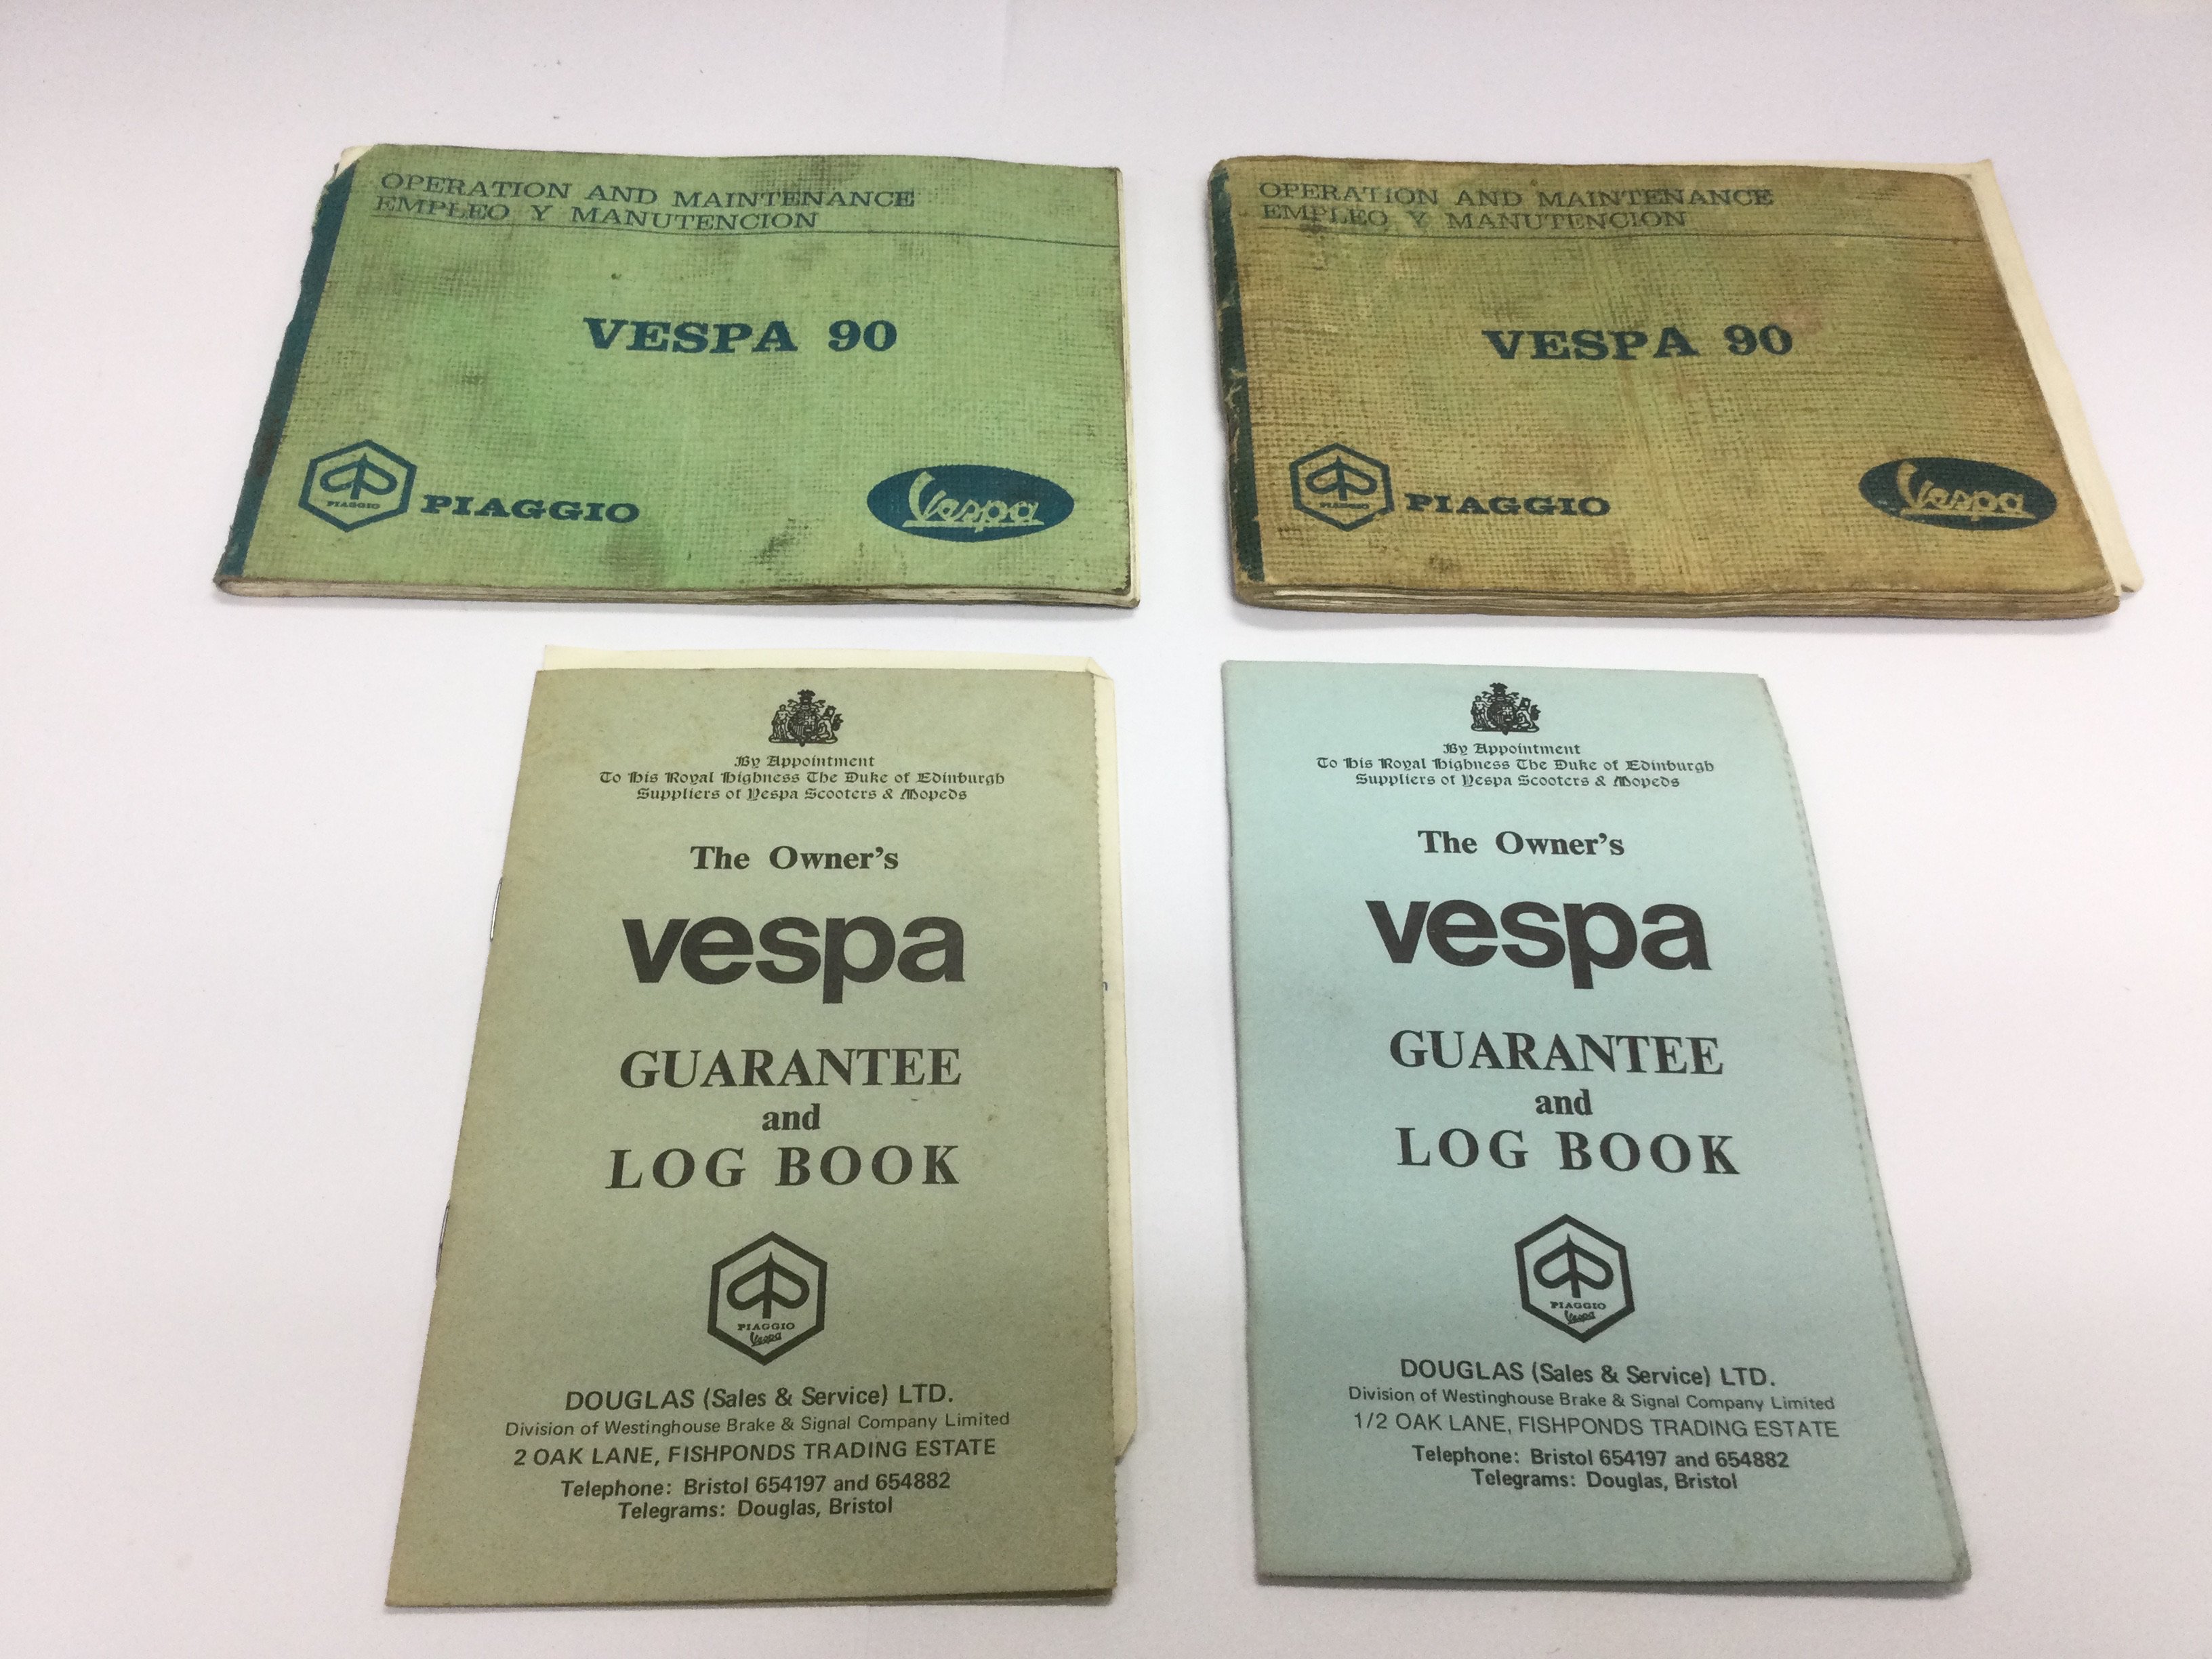 OPERATION AND MAINTENANCE
EMPLEO Y MANUTENCION
VESPA 90
PIAGGIO
PIAGGIO
Vespa
OPERATION AND MAINTENANCE
EMPLEO Y MANUTENCION
VESPA 90
PIAGGIO
PIAGGIO
Vespa
By Appointment
To His Royal Highness The Duke of Edinburgh
Suppliers of Vespa Scooters & Mopeds
The Owner's
vespa
GUARANTEE
and
LOG BOOK
PIAGGIO
Vespa
DOUGLAS (Sales & Service) LTD.
Division of Westinghouse Brake & Signal Company Limited
2 OAK LANE, FISHPONDS TRADING ESTATE
Telephone: Bristol 654197 and 654882
Telegrams: Douglas, Bristol
By Appointment
To His Royal Highness The Duke of Edinburgh
Suppliers of Vespa Scooters & Mopeds
The Owner's
vespa
GUARANTEE
and
LOG BOOK
PIAGGIO
Vespa
DOUGLAS (Sales & Service) LTD.
Division of Westinghouse Brake & Signal Company Limited
1/2 OAK LANE, FISHPONDS TRADING ESTATE
Telephone: Bristol 654197 and 654882
Telegrams: Douglas, Bristol